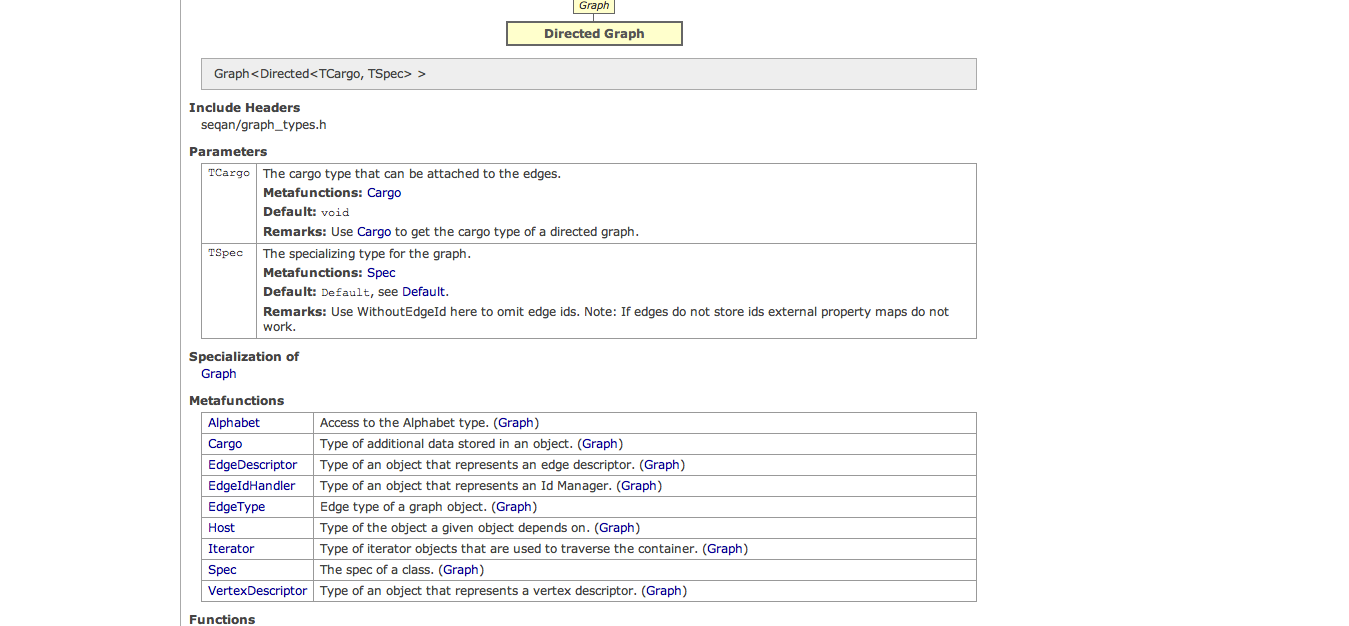 Graph
Directed Graph
Graph<Directed<TCargo, TSpec> >
Include Headers
seqan/graph_types.h
Parameters
TCargo The cargo type that can be attached to the edges.
Metafunctions: Cargo
Default: void
Remarks: Use Cargo to get the cargo type of a directed graph.
TSpec The specializing type for the graph.
Metafunctions: Spec
Default: Default, see Default.
Remarks: Use WithoutEdgeId here to omit edge ids. Note: If edges do not store ids external property maps do not
work.
Specialization of
Graph
Metafunctions
Alphabet Access to the Alphabet type. (Graph)
Cargo Type of additional data stored in an object. (Graph)
EdgeDescriptor Type of an object that represents an edge descriptor. (Graph)
EdgeIdHandler Type of an object that represents an Id Manager. (Graph)
EdgeType Edge type of a graph object. (Graph)
Host Type of the object a given object depends on. (Graph)
Iterator Type of iterator objects that are used to traverse the container. (Graph)
Spec The spec of a class. (Graph)
VertexDescriptor Type of an object that represents a vertex descriptor. (Graph)
Functions